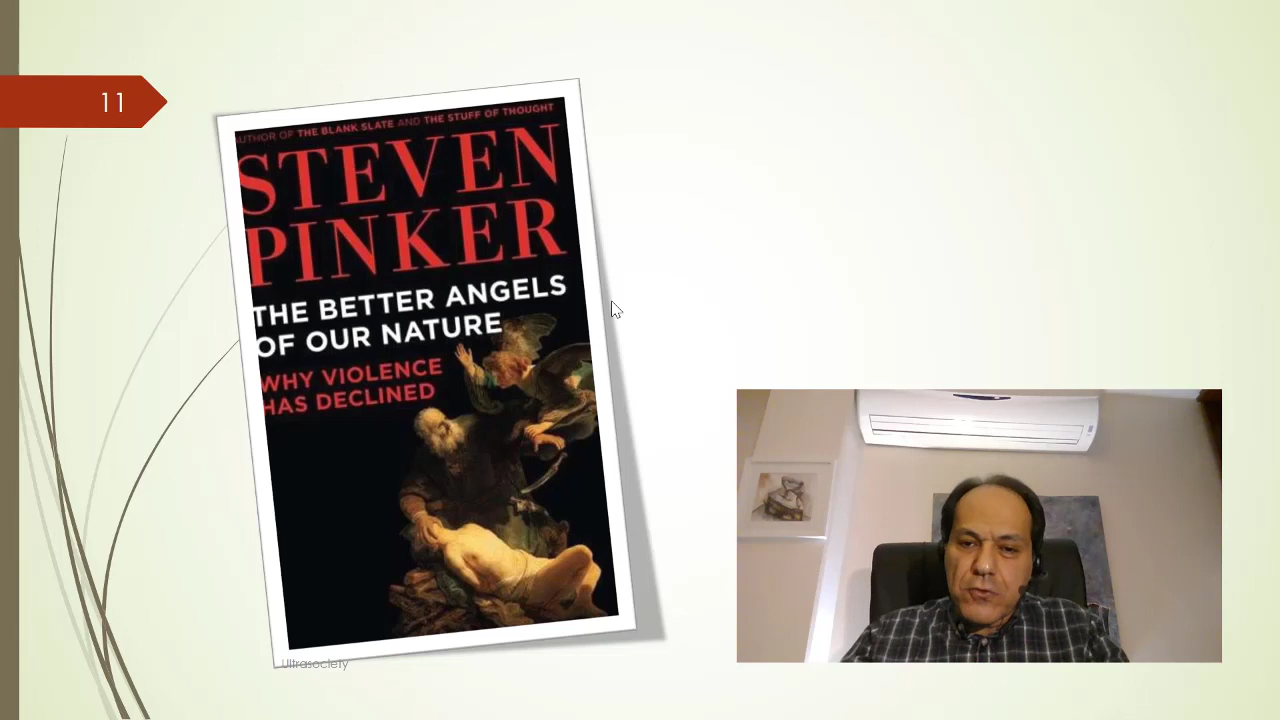 11
AUTHOR OF THE BLANK SLATE AND THE STUFF OF THOUGHT
STEVEN
PINKER
THE BETTER ANGELS
OF OUR NATURE
WHY VIOLENCE
HAS DECLINED
Ultrasociety